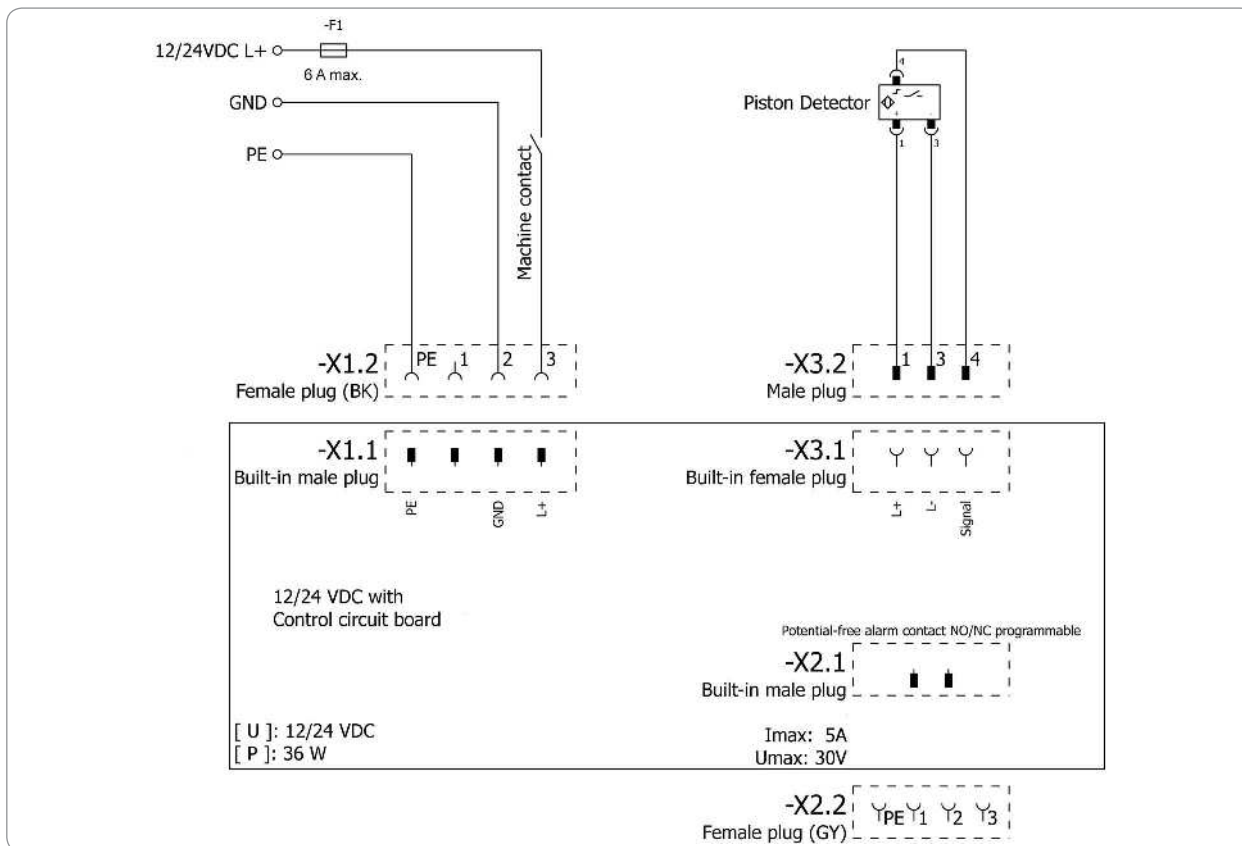 -F1
12/24VDC L+
6 A max.
GND
PE
Machine contact
4
Piston Detector
+ -
1 3
-X1.2 PE 1 2 3
Female plug (BK)
-X3.2 1 3 4
Male plug
-X1.1
Built-in male plug
PE GND L+
-X3.1
Built-in female plug
L+ L- Signal
12/24 VDC with
Control circuit board
Potential-free alarm contact NO/NC programmable
-X2.1
Built-in male plug
[ U ]: 12/24 VDC
[ P ]: 36 W
Imax: 5A
Umax: 30V
-X2.2 PE 1 2 3
Female plug (GY)